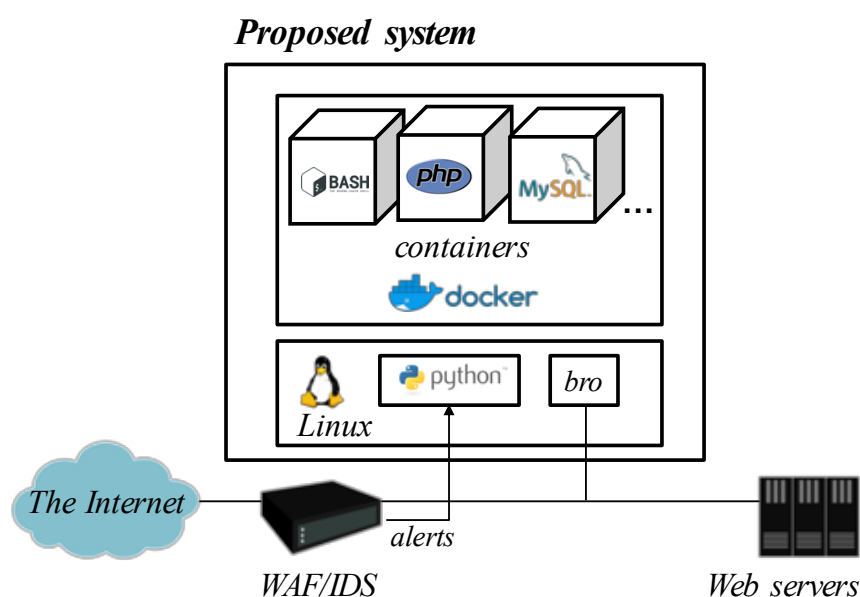 Proposed system
BASH
php
MySQL
...
containers
docker
python
bro
Linux
The Internet
alerts
WAF/IDS
Web servers